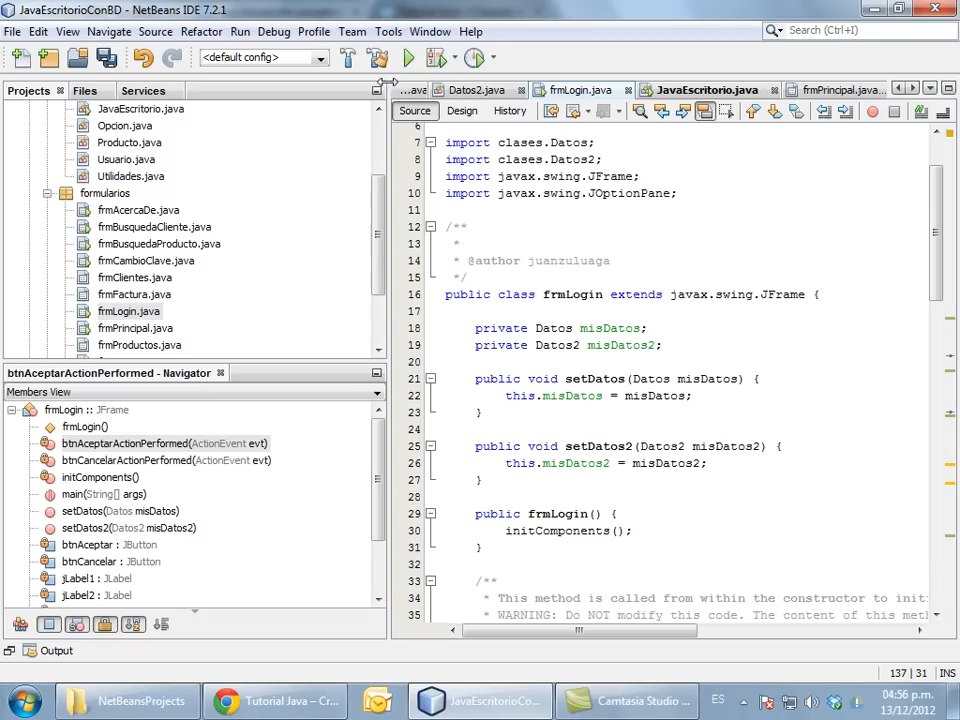 JavaEscritorioConBD - NetBeans IDE 7.2.1
File Edit View Navigate Source Refactor Run Debug Profile Team Tools Window Help
Search (Ctrl+I)
<default config>
Projects Files Services
...ava Datos2.java frmLogin.java JavaEscritorio.java frmPrincipal.java...
Source Design History
JavaEscritorio.java
Opcion.java
Producto.java
Usuario.java
Utilidades.java
formularios
frmAcercaDe.java
frmBusquedaCliente.java
frmBusquedaProducto.java
frmCambioClave.java
frmClientes.java
frmFactura.java
frmLogin.java
frmPrincipal.java
frmProductos.java
btnAceptarActionPerformed - Navigator
Members View
frmLogin :: JFrame
frmLogin()
btnAceptarActionPerformed(ActionEvent evt)
btnCancelarActionPerformed(ActionEvent evt)
initComponents()
main(String[] args)
setDatos(Datos misDatos)
setDatos2(Datos2 misDatos2)
btnAceptar : JButton
btnCancelar : JButton
jLabel1 : JLabel
jLabel2 : JLabel
6
7 import clases.Datos;
8 import clases.Datos2;
9 import javax.swing.JFrame;
10 import javax.swing.JOptionPane;
11
12 /**
13 *
14 * @author juanzuluaga
15 */
16 public class frmLogin extends javax.swing.JFrame {
17
18 private Datos misDatos;
19 private Datos2 misDatos2;
20
21 public void setDatos(Datos misDatos) {
22 this.misDatos = misDatos;
23 }
24
25 public void setDatos2(Datos2 misDatos2) {
26 this.misDatos2 = misDatos2;
27 }
28
29 public frmLogin() {
30 initComponents();
31 }
32
33 /**
34 * This method is called from within the constructor to init
35 * WARNING: Do NOT modify this code. The content of this met
Output
137 | 31 INS
NetBeansProjects
Tutorial Java – Cr...
JavaEscritorioCo...
Camtasia Studio ...
ES
04:56 p.m.
13/12/2012